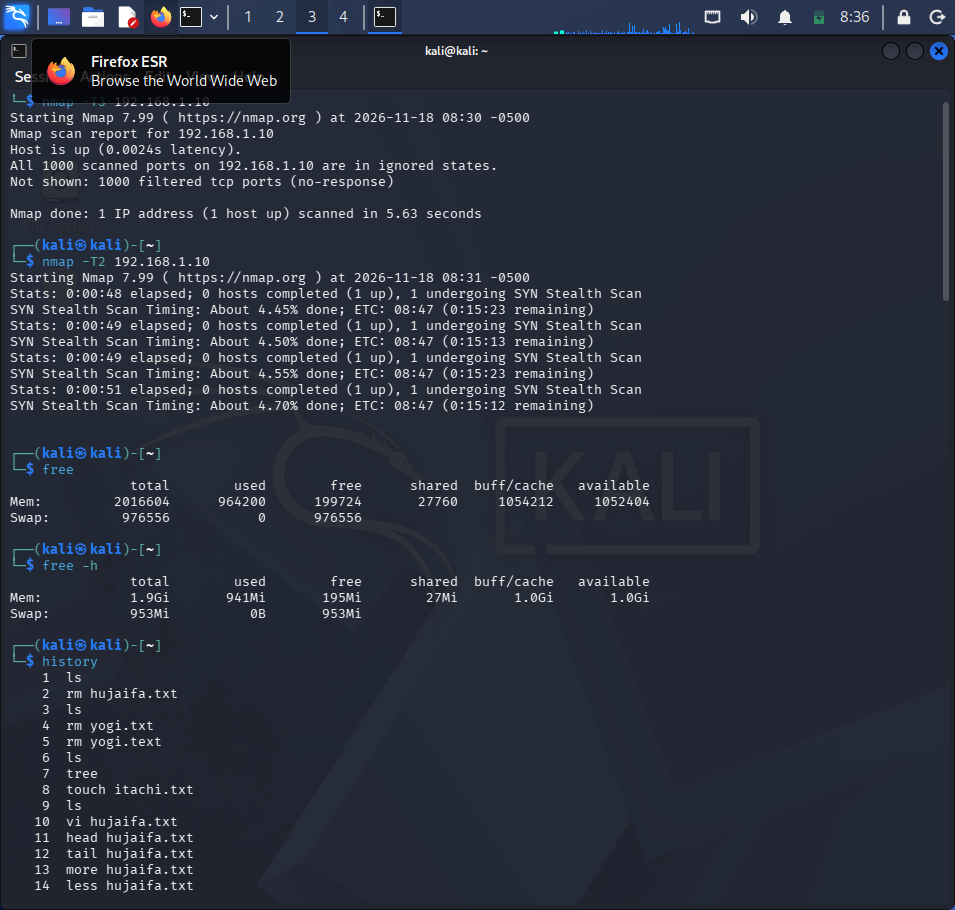 1 2 3 4 8:36
kali@kali: ~
Firefox ESR
Browse the World Wide Web
└─$ nmap -T3 192.168.1.10
Starting Nmap 7.99 ( https://nmap.org ) at 2026-11-18 08:30 -0500
Nmap scan report for 192.168.1.10
Host is up (0.0024s latency).
All 1000 scanned ports on 192.168.1.10 are in ignored states.
Not shown: 1000 filtered tcp ports (no-response)
Nmap done: 1 IP address (1 host up) scanned in 5.63 seconds
┌──(kali㉿kali)-[~]
└─$ nmap -T2 192.168.1.10
Starting Nmap 7.99 ( https://nmap.org ) at 2026-11-18 08:31 -0500
Stats: 0:00:48 elapsed; 0 hosts completed (1 up), 1 undergoing SYN Stealth Scan
SYN Stealth Scan Timing: About 4.45% done; ETC: 08:47 (0:15:23 remaining)
Stats: 0:00:49 elapsed; 0 hosts completed (1 up), 1 undergoing SYN Stealth Scan
SYN Stealth Scan Timing: About 4.50% done; ETC: 08:47 (0:15:13 remaining)
Stats: 0:00:49 elapsed; 0 hosts completed (1 up), 1 undergoing SYN Stealth Scan
SYN Stealth Scan Timing: About 4.55% done; ETC: 08:47 (0:15:23 remaining)
Stats: 0:00:51 elapsed; 0 hosts completed (1 up), 1 undergoing SYN Stealth Scan
SYN Stealth Scan Timing: About 4.70% done; ETC: 08:47 (0:15:12 remaining)
┌──(kali㉿kali)-[~]
└─$ free
total used free shared buff/cache available
Mem: 2016604 964200 199724 27760 1054212 1052404
Swap: 976556 0 976556
KALI
┌──(kali㉿kali)-[~]
└─$ free -h
total used free shared buff/cache available
Mem: 1.9Gi 941Mi 195Mi 27Mi 1.0Gi 1.0Gi
Swap: 953Mi 0B 953Mi
┌──(kali㉿kali)-[~]
└─$ history
1 ls
2 rm hujaifa.txt
3 ls
4 rm yogi.txt
5 rm yogi.text
6 ls
7 tree
8 touch itachi.txt
9 ls
10 vi hujaifa.txt
11 head hujaifa.txt
12 tail hujaifa.txt
13 more hujaifa.txt
14 less hujaifa.txt